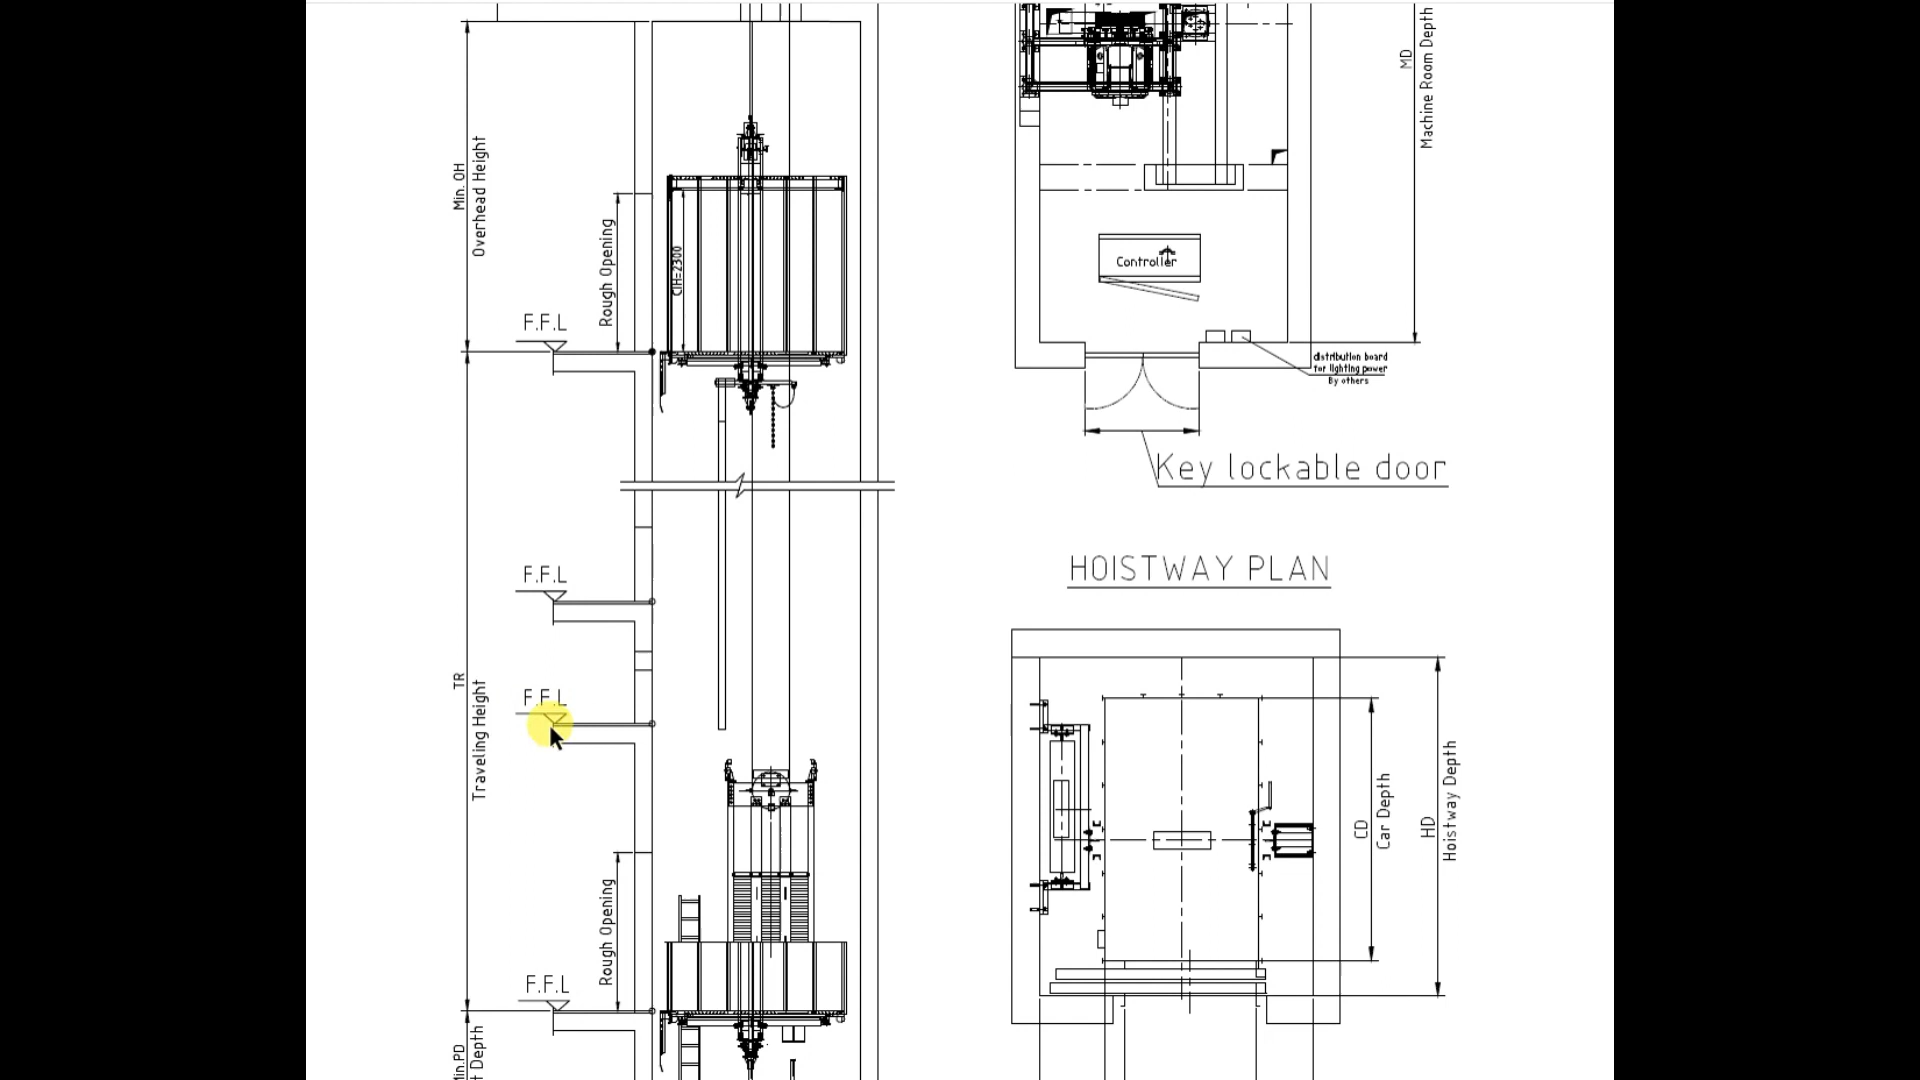 Min. OH
Overhead Height
Rough Opening
CIH=2300
F.F.L
F.F.L
TR
Traveling Height
F.F.L
Rough Opening
F.F.L
Min.PD
t Depth
MD
Machine Room Depth
Controller
distribution board
for lighting power
By others
Key lockable door
HOISTWAY PLAN
CD
Car Depth
HD
Hoistway Depth